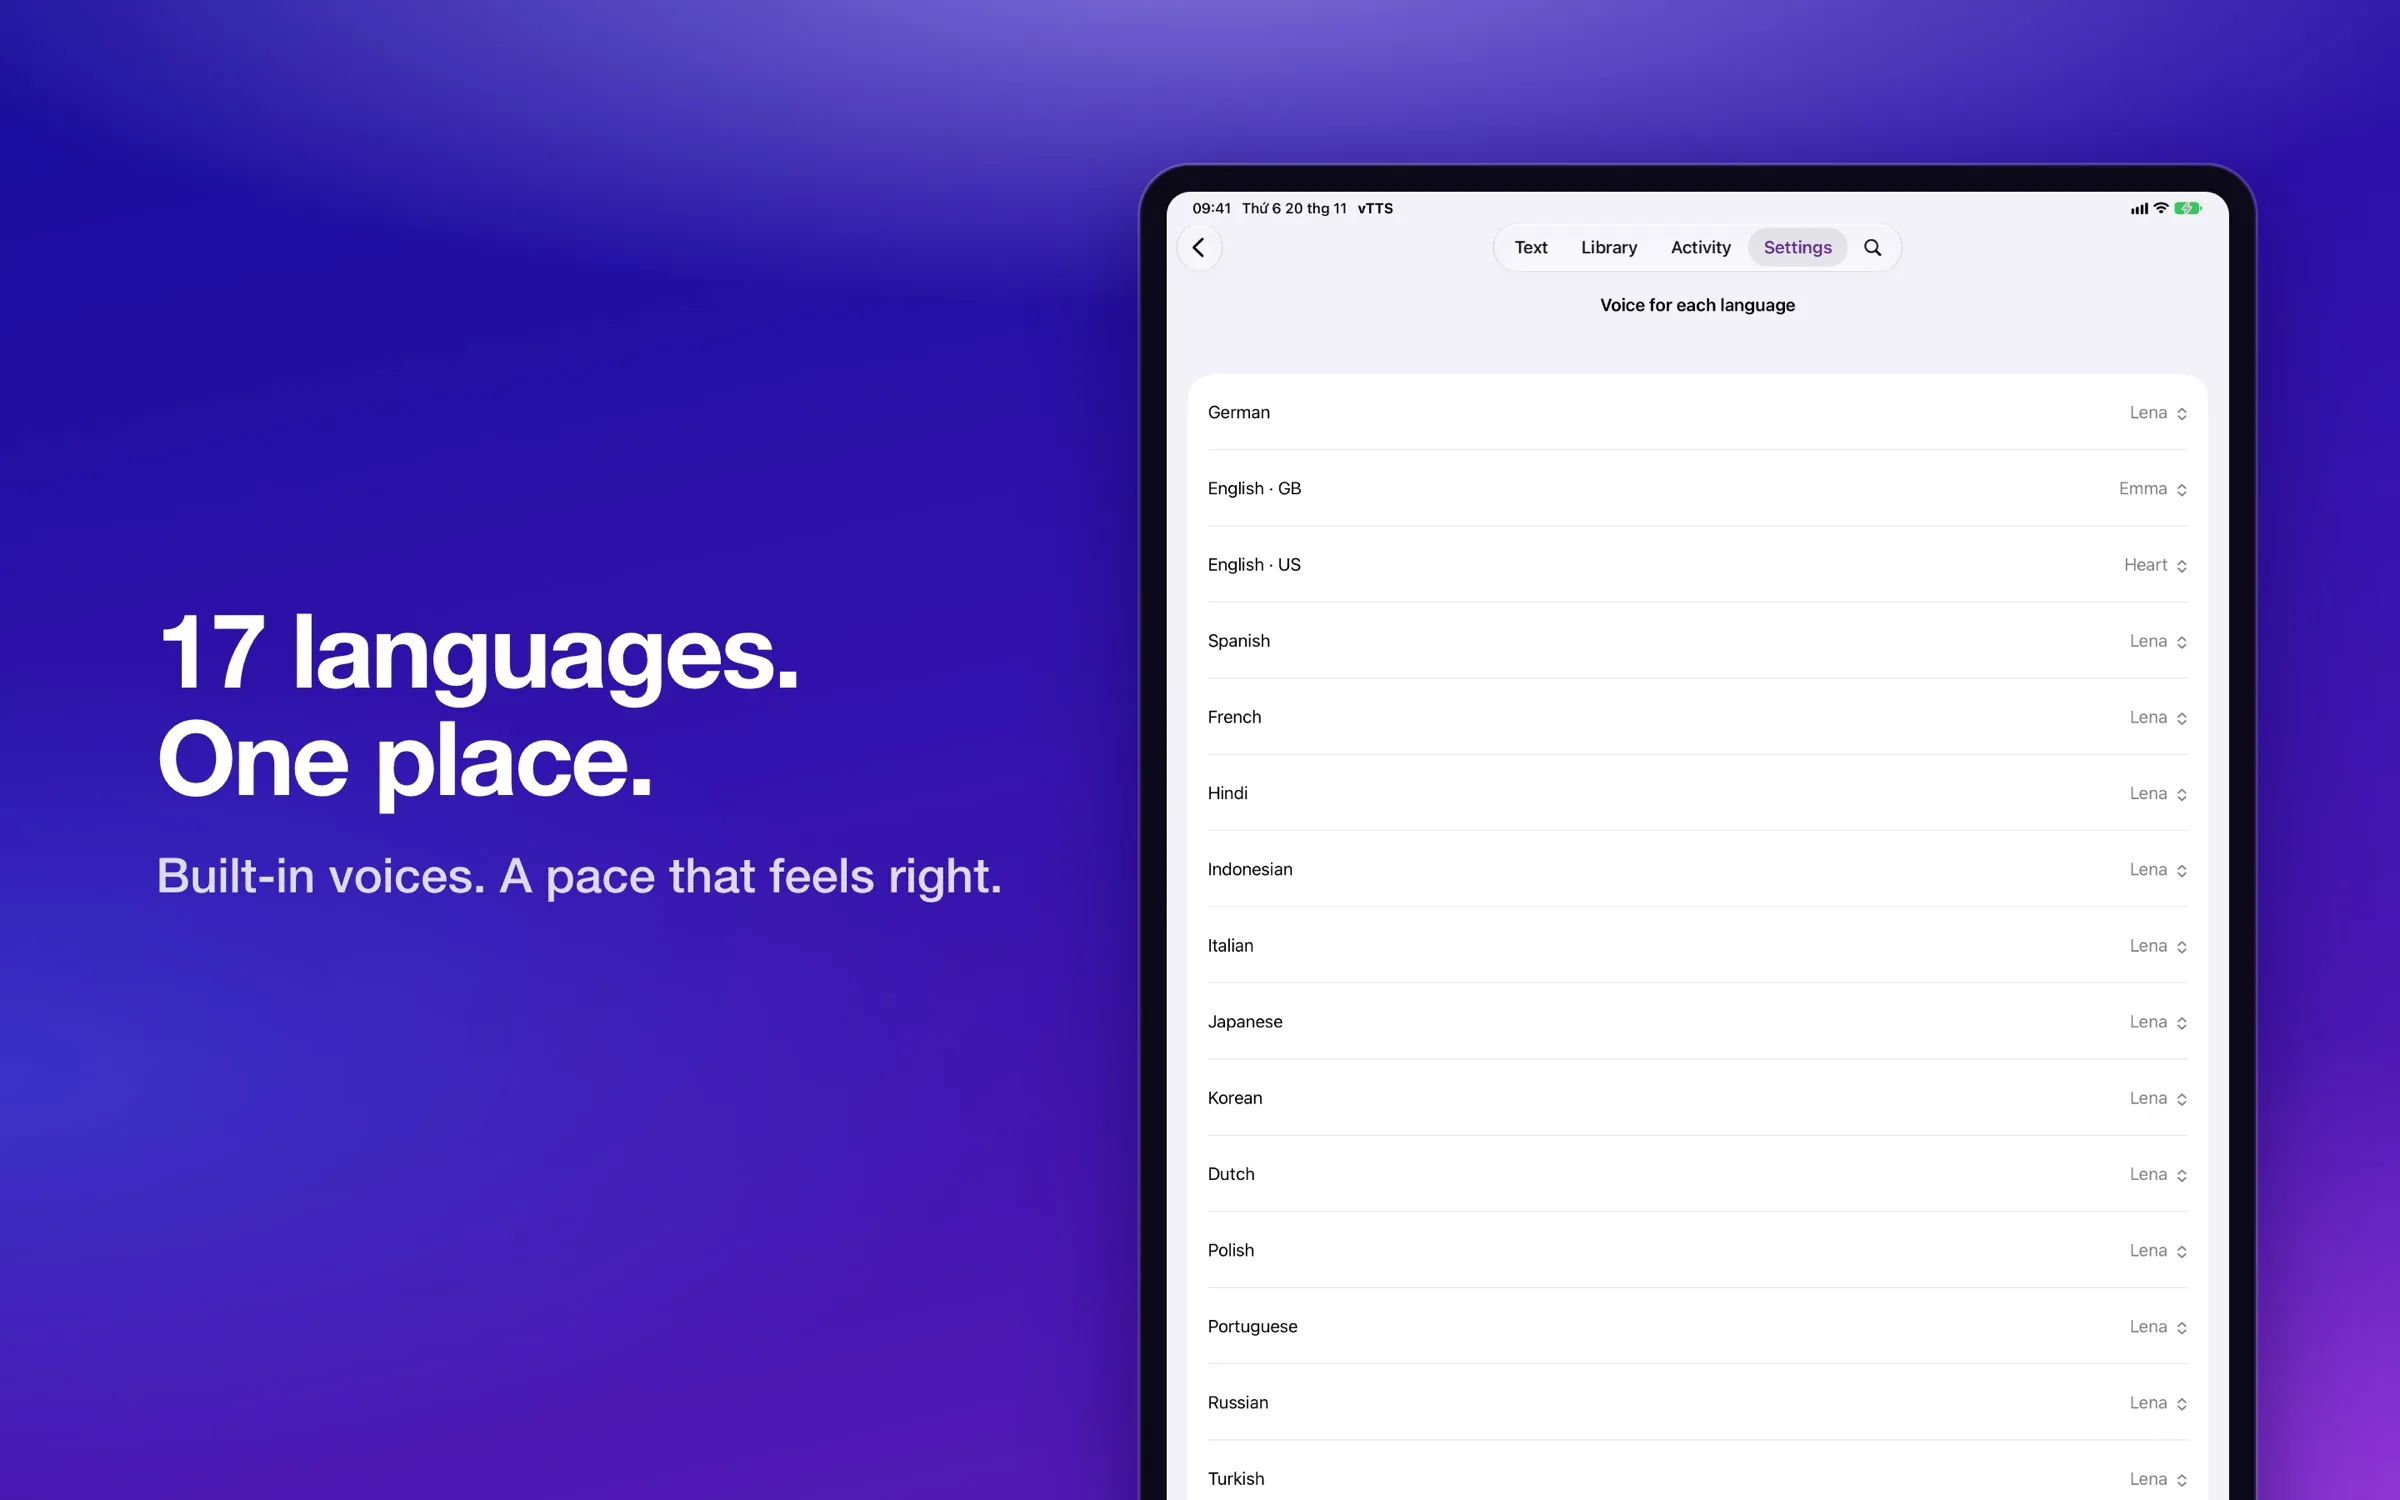 17 languages.
One place.
Built-in voices. A pace that feels right.
09:41 Thứ 6 20 thg 11 vTTS
Text Library Activity Settings
Voice for each language
German Lena
English · GB Emma
English · US Heart
Spanish Lena
French Lena
Hindi Lena
Indonesian Lena
Italian Lena
Japanese Lena
Korean Lena
Dutch Lena
Polish Lena
Portuguese Lena
Russian Lena
Turkish Lena